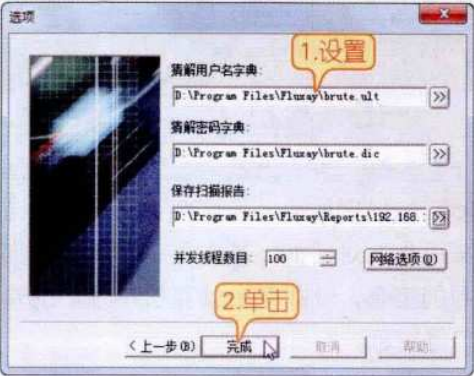 选项
1.设置
猜解用户名字典:
D:\Program Files\Fluxay\brute.ult
猜解密码字典:
D:\Program Files\Fluxay\brute.dic
保存扫描报告:
D:\Program Files\Fluxay\Reports\192.168.
并发线程数目: 100 网络选项(O)
2.单击
<上一步(B) 完成 取消 帮助